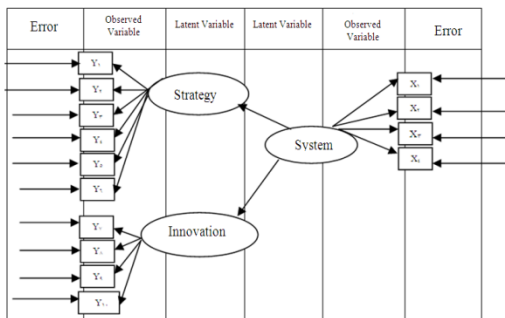 Error
Observed
Variable
Latent Variable
Latent Variable
Observed
Variable
Error
Y
Y
Y
Y
Y
Y
Strategy
System
X
X
X
X
Y
Y
Y
Y
Innovation